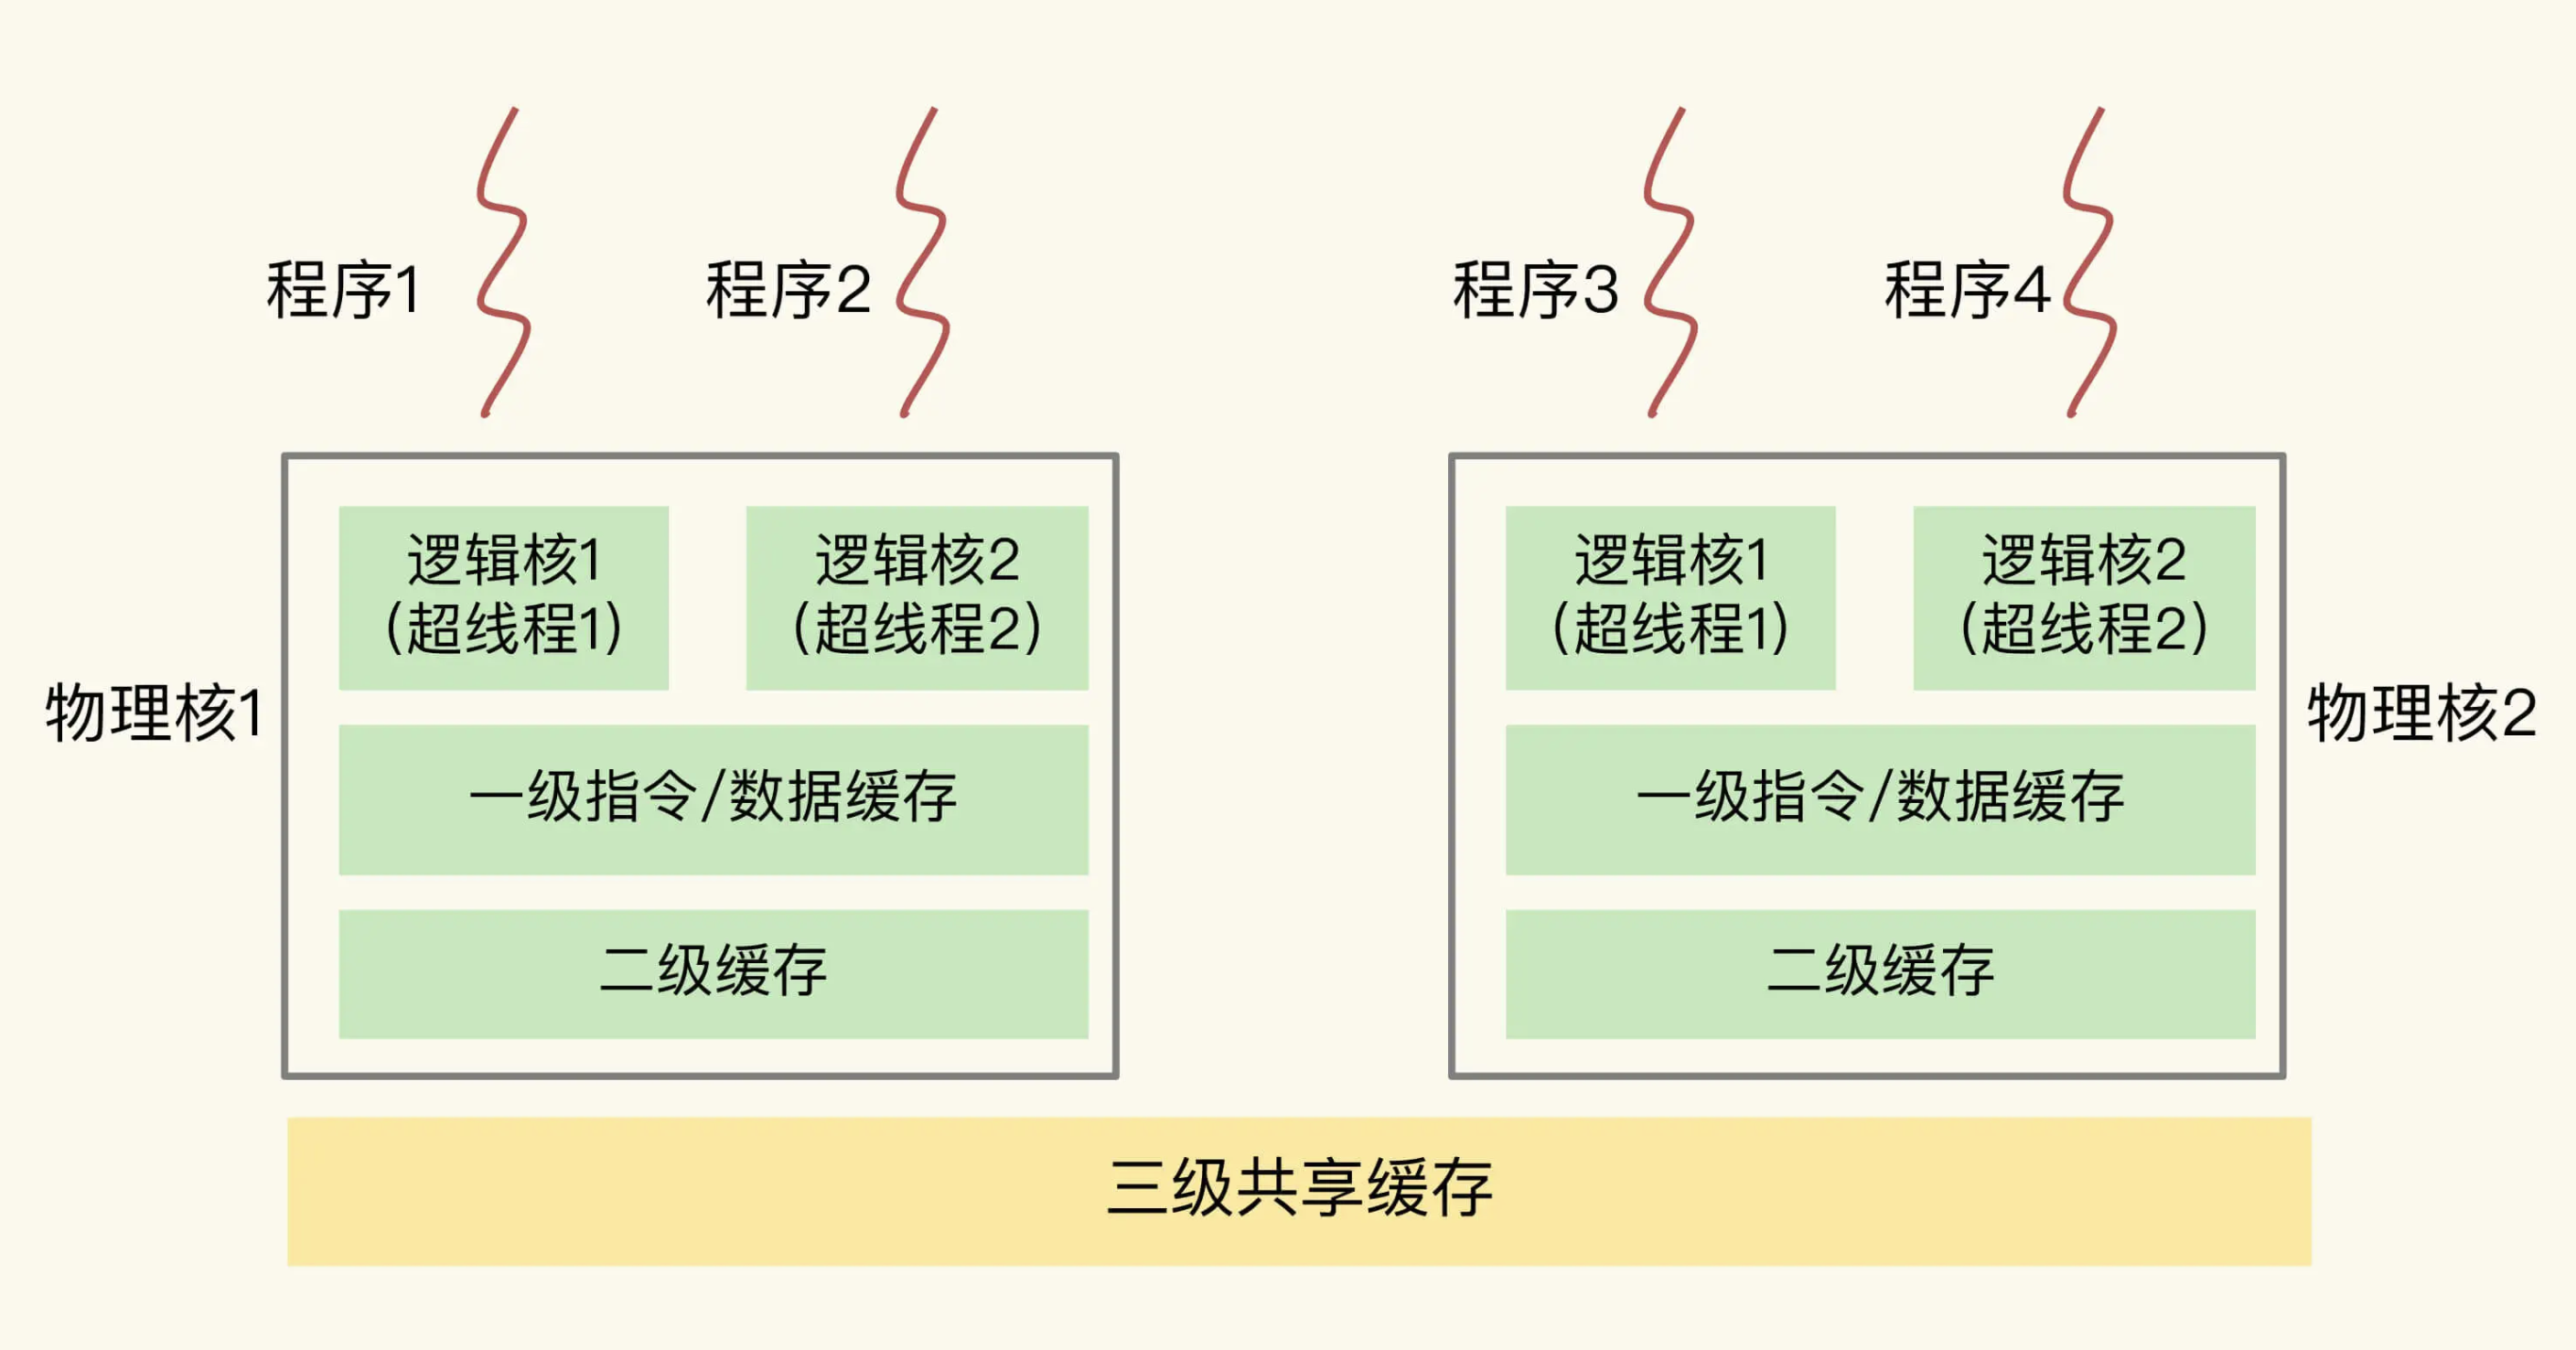 程序1
程序2
程序3
程序4
物理核1
逻辑核1
(超线程1)
逻辑核2
(超线程2)
一级指令/数据缓存
二级缓存
逻辑核1
(超线程1)
逻辑核2
(超线程2)
一级指令/数据缓存
二级缓存
物理核2
三级共享缓存